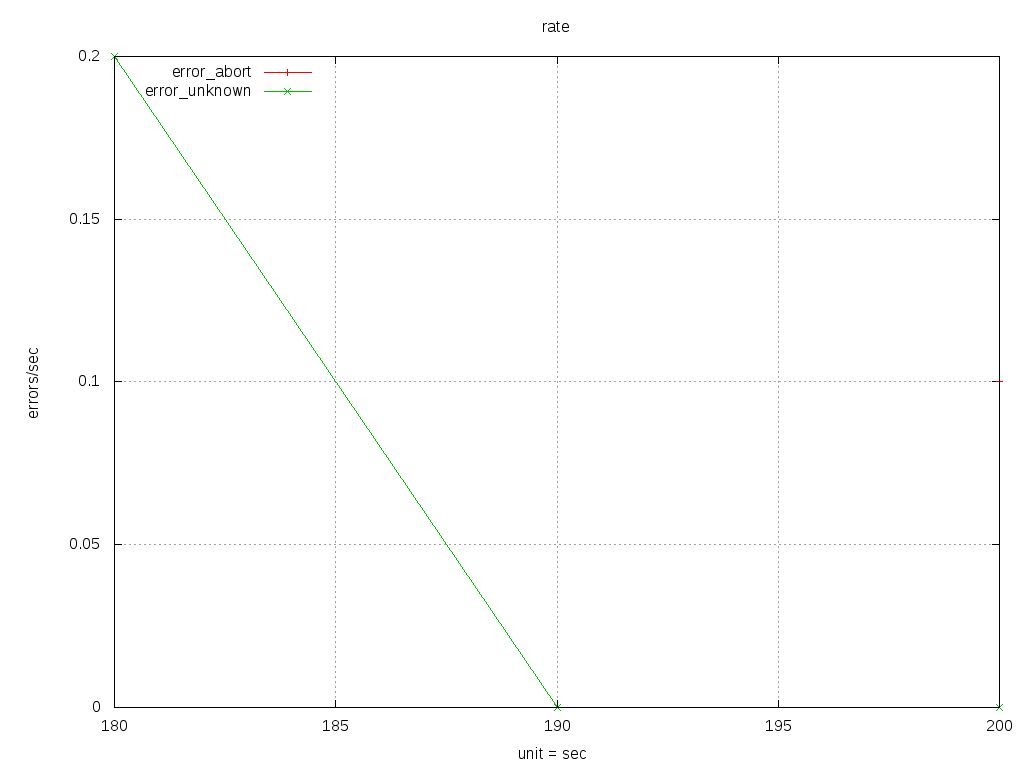 rate
error_abort
error_unknown
0.2
0.15
0.1
0.05
0
errors/sec
180 185 190 195 200
unit = sec